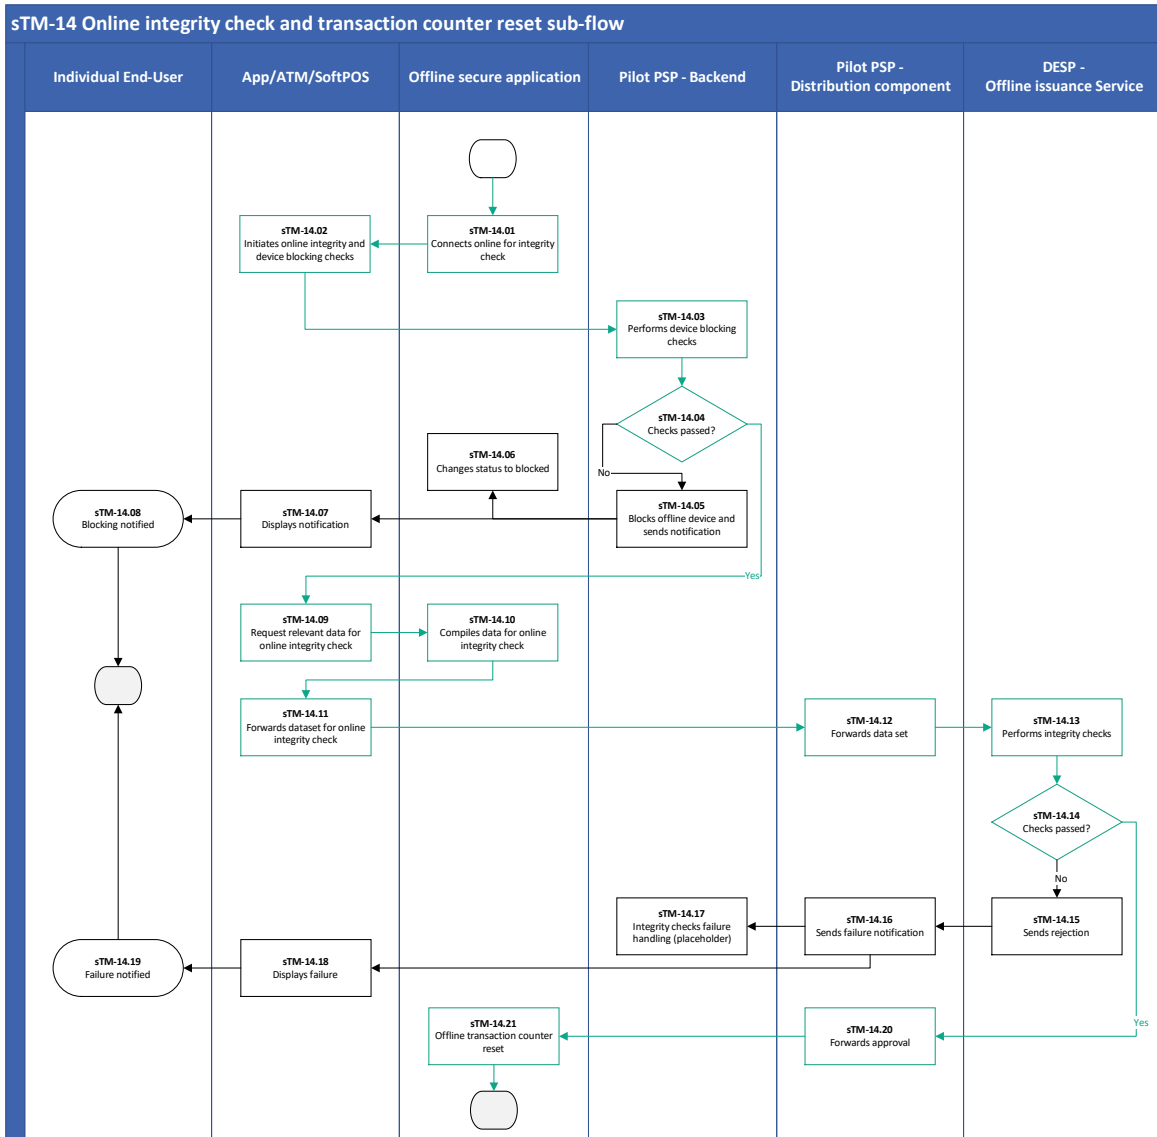 sTM-14 Online integrity check and transaction counter reset sub-flow
Individual End-User
App/ATM/SoftPOS
Offline secure application
Pilot PSP - Backend
Pilot PSP -
Distribution component
DESP -
Offline issuance Service
sTM-14.02
Initiates online integrity and
device blocking checks
sTM-14.01
Connects online for integrity
check
sTM-14.03
Performs device blocking
checks
sTM-14.04
Checks passed?
sTM-14.06
Changes status to blocked
No
sTM-14.08
Blocking notified
sTM-14.07
Displays notification
sTM-14.05
Blocks offline device and
sends notification
Yes
sTM-14.09
Request relevant data for
online integrity check
sTM-14.10
Compiles data for online
integrity check
sTM-14.11
Forwards dataset for online
integrity check
sTM-14.12
Forwards data set
sTM-14.13
Performs integrity checks
sTM-14.14
Checks passed?
No
sTM-14.17
Integrity checks failure
handling (placeholder)
sTM-14.16
Sends failure notification
sTM-14.15
Sends rejection
sTM-14.19
Failure notified
sTM-14.18
Displays failure
sTM-14.21
Offline transaction counter
reset
sTM-14.20
Forwards approval
Yes